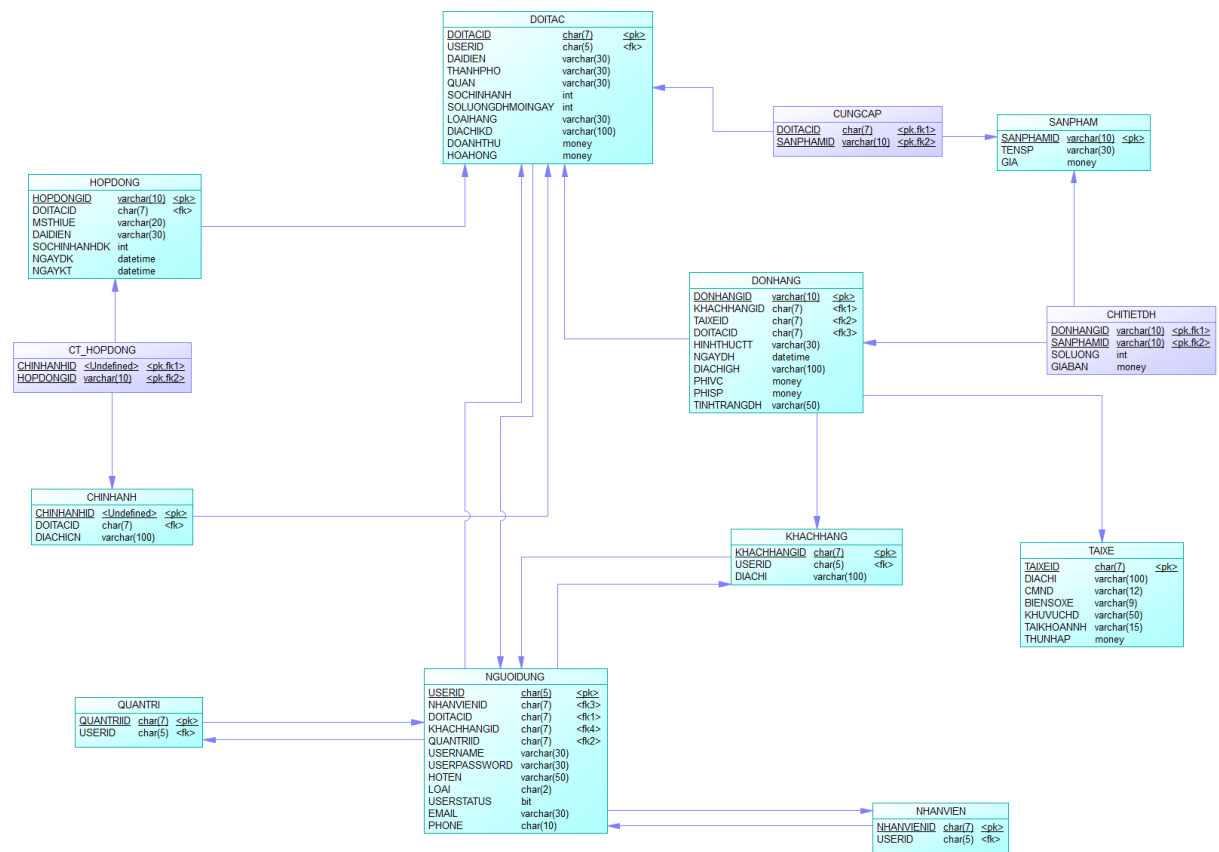 DOITAC
DOITACID char(7) <pk>
USERID char(5) <fk>
DAIDIEN varchar(30)
THANHPHO varchar(30)
QUAN varchar(30)
SOCHINHANH int
SOLUONGDHMOINGAY int
LOAIHANG varchar(30)
DIACHIKD varchar(100)
DOANHTHU money
HOAHONG money
CUNGCAP
DOITACID char(7) <pk,fk1>
SANPHAMID varchar(10) <pk,fk2>
SANPHAM
SANPHAMID varchar(10) <pk>
TENSP varchar(30)
GIA money
HOPDONG
HOPDONGID varchar(10) <pk>
DOITACID char(7) <fk>
MSTHIUE varchar(20)
DAIDIEN varchar(30)
SOCHINHANHDK int
NGAYDK datetime
NGAYKT datetime
DONHANG
DONHANGID varchar(10) <pk>
KHACHHANGID char(7) <fk1>
TAIXEID char(7) <fk2>
DOITACID char(7) <fk3>
HINHTHUCTT varchar(30)
NGAYDH datetime
DIACHIGH varchar(100)
PHIVC money
PHISP money
TINHTRANGDH varchar(50)
CHITIETDH
DONHANGID varchar(10) <pk,fk1>
SANPHAMID varchar(10) <pk,fk2>
SOLUONG int
GIABAN money
CT_HOPDONG
CHINHANHID <Undefined> <pk,fk1>
HOPDONGID varchar(10) <pk,fk2>
CHINHANH
CHINHANHID <Undefined> <pk>
DOITACID char(7) <fk>
DIACHICN varchar(100)
KHACHHANG
KHACHHANGID char(7) <pk>
USERID char(5) <fk>
DIACHI varchar(100)
TAIXE
TAIXEID char(7) <pk>
DIACHI varchar(100)
CMND varchar(12)
BIENSOXE varchar(9)
KHUVUCHD varchar(50)
TAIKHOANNH varchar(15)
THUNHAP money
QUANTRI
QUANTRIID char(7) <pk>
USERID char(5) <fk>
NGUOIDUNG
USERID char(5) <pk>
NHANVIENID char(7) <fk3>
DOITACID char(7) <fk1>
KHACHHANGID char(7) <fk4>
QUANTRIID char(7) <fk2>
USERNAME varchar(30)
USERPASSWORD varchar(30)
HOTEN varchar(50)
LOAI char(2)
USERSTATUS bit
EMAIL varchar(30)
PHONE char(10)
NHANVIEN
NHANVIENID char(7) <pk>
USERID char(5) <fk>